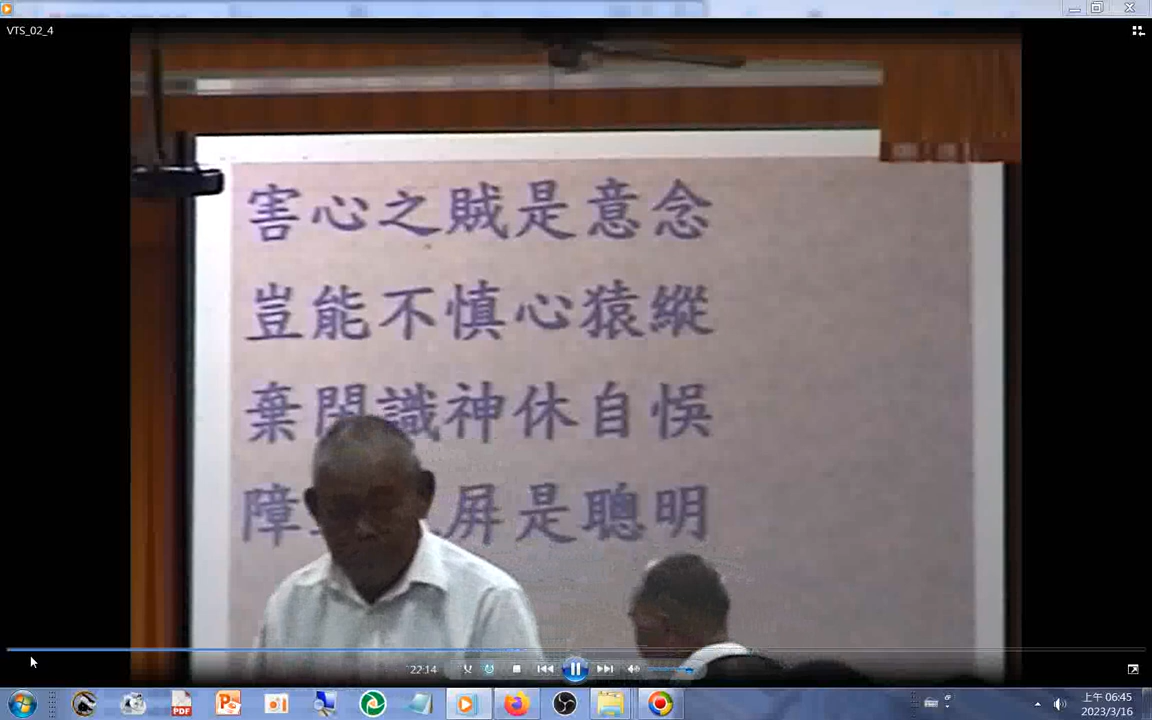 VTS_02_4
害心之賊是意念
豈能不慎心猿縱
棄閉識神休自悞
障 屏是聰明
22:14
上午 06:45
2023/3/16